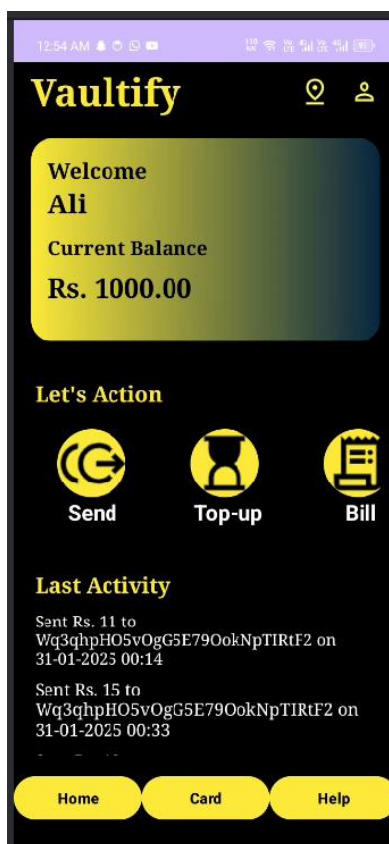 12:54 AM
Vaultify
Welcome
Ali
Current Balance
Rs. 1000.00
Let's Action
Send Top-up Bill
Last Activity
Sent Rs. 11 to
Wq3qhpHO5vOgG5E79OokNpTIRtF2 on
31-01-2025 00:14
Sent Rs. 15 to
Wq3qhpHO5vOgG5E79OokNpTIRtF2 on
31-01-2025 00:33
Home Card Help